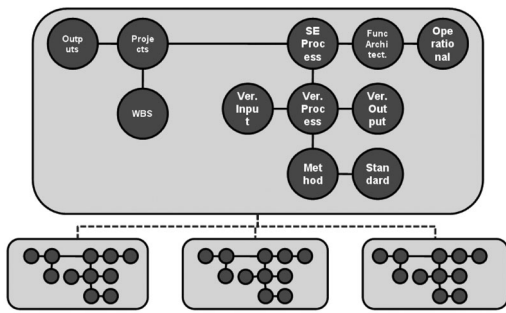 Outp
uts
Proje
cts
SE
Proc
ess
Func
Archi
tect.
Ope
ratio
nal
WBS
Ver.
Inpu
t
Ver.
Proc
ess
Ver.
Out
put
Met
hod
Stan
dard